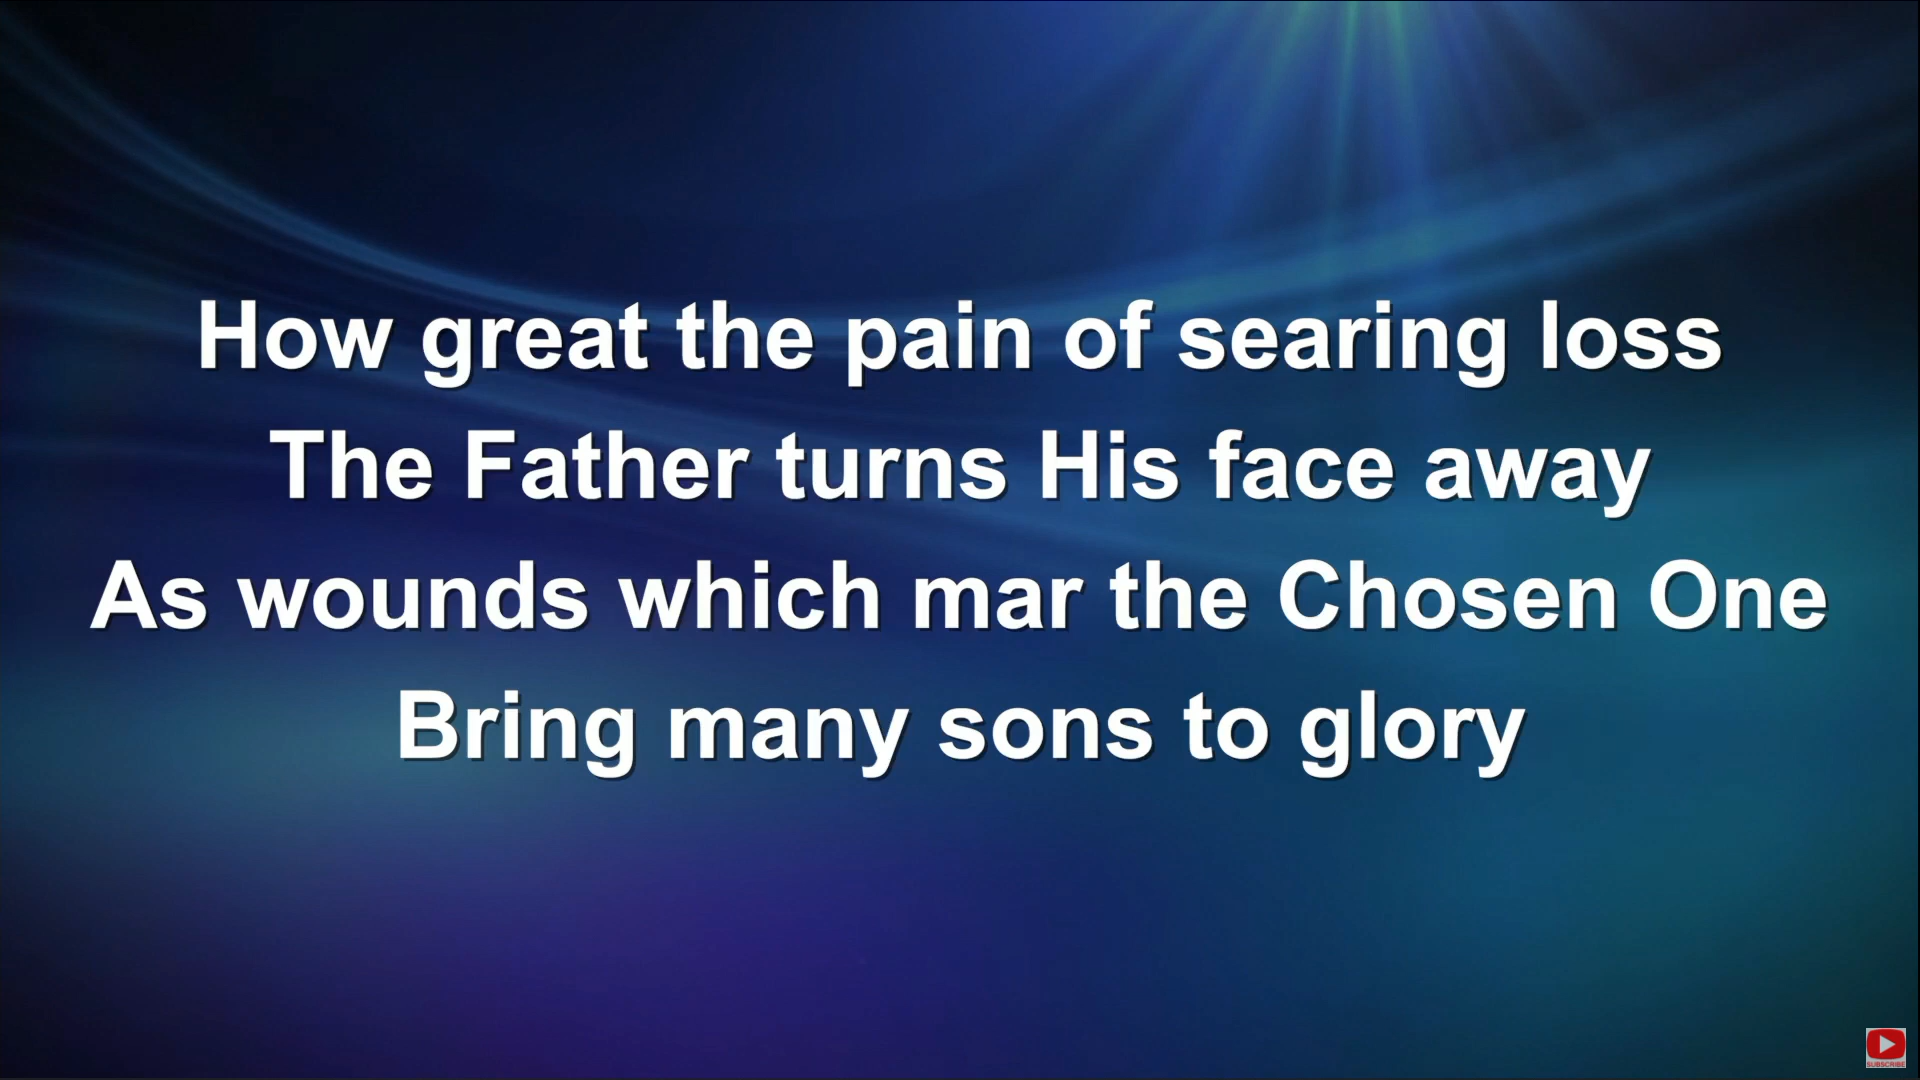 How great the pain of searing loss
The Father turns His face away
As wounds which mar the Chosen One
Bring many sons to glory
SUBSCRIBE